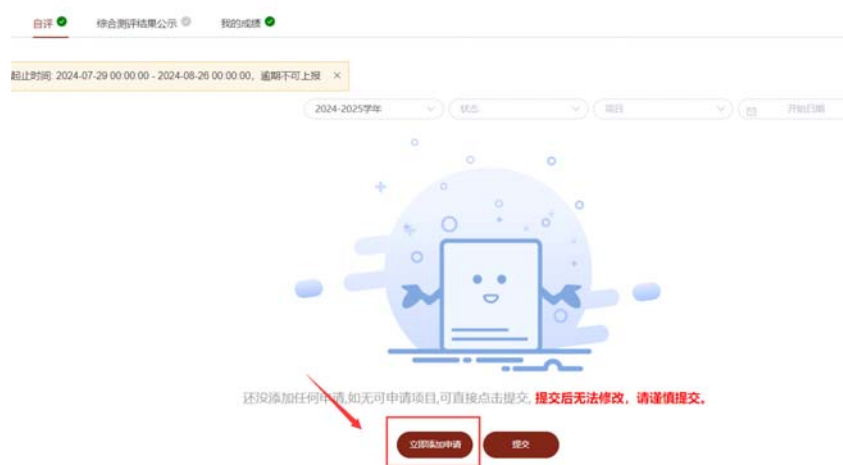 自评 综合测评结果公示 我的成绩
起止时间: 2024-07-29 00:00:00 - 2024-08-26 00:00:00，逾期不可上报 ×
2024-2025学年 状态 项目 开始日期
还没添加任何申请,如无可申请项目,可直接点击提交, 提交后无法修改，请谨慎提交。
立即添加申请 提交